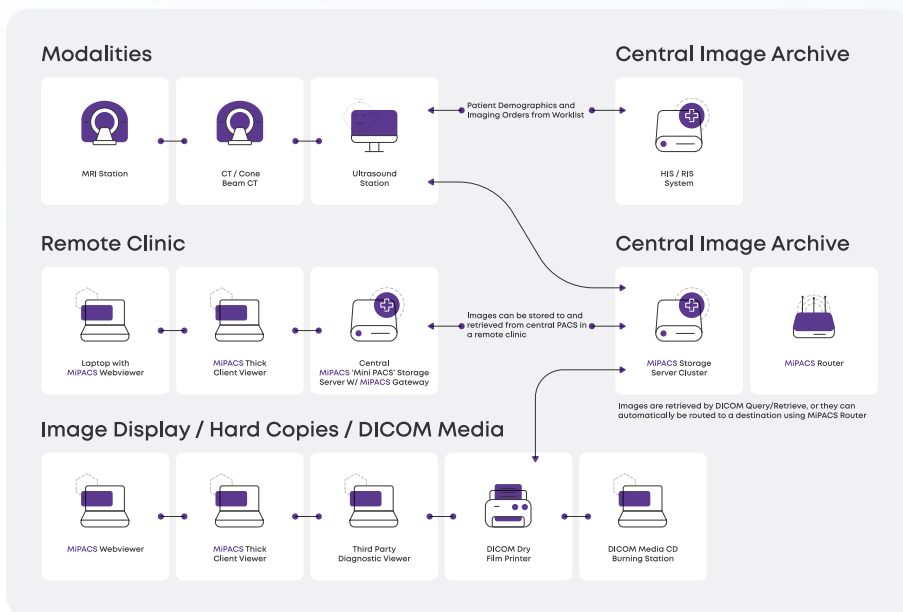 Modalities
Central Image Archive
MRI Station
CT / Cone
Beam CT
Ultrasound
Station
Patient Demographics and
Imaging Orders from Worklist
HIS / RIS
System
Remote Clinic
Central Image Archive
Laptop with
MiPACS Webviewer
MiPACS Thick
Client Viewer
Central
MiPACS 'Mini PACS' Storage
Server W/ MiPACS Gateway
Images can be stored to and
retrieved from central PACS in
a remote clinic
MiPACS Storage
Server Cluster
MiPACS Router
Images are retrieved by DICOM Query/Retrieve, or they can
automatically be routed to a destination using MiPACS Router
Image Display / Hard Copies / DICOM Media
MiPACS Webviewer
MiPACS Thick
Client Viewer
Third Party
Diagnostic Viewer
DICOM Dry
Film Printer
DICOM Media CD
Burning Station